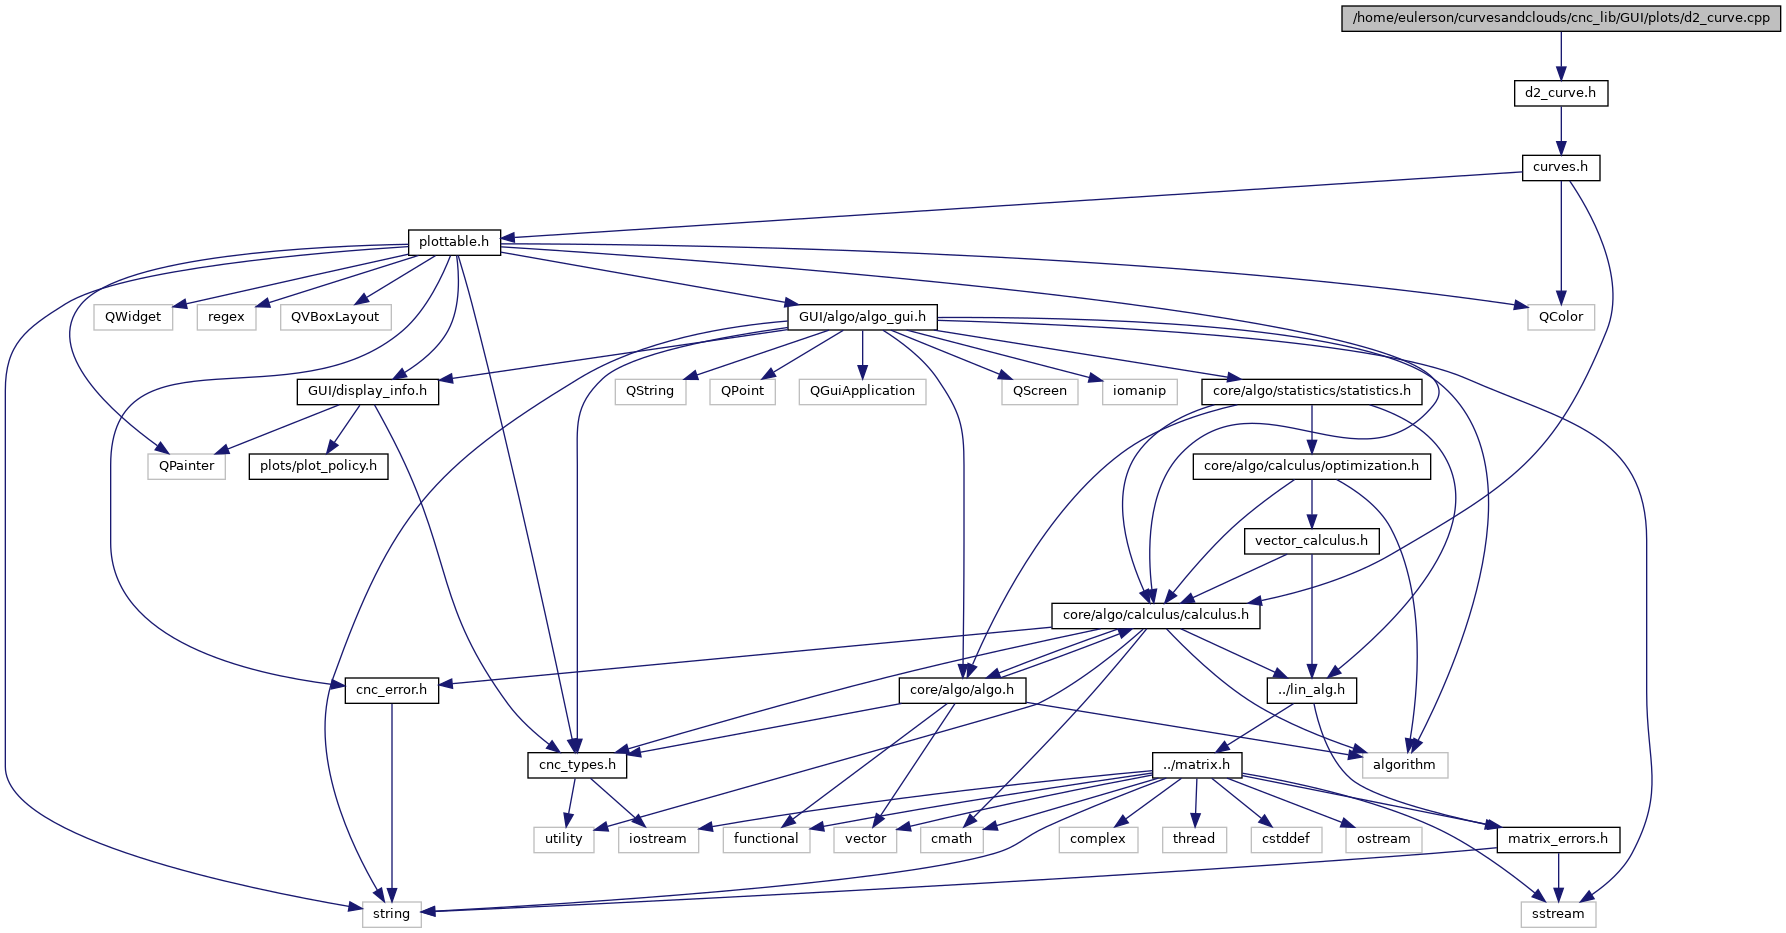 /home/eulerson/curvesandclouds/cnc_lib/GUI/plots/d2_curve.cpp
d2_curve.h
curves.h
plottable.h
QWidget
regex
QVBoxLayout
GUI/algo/algo_gui.h
QColor
GUI/display_info.h
QString
QPoint
QGuiApplication
QScreen
iomanip
core/algo/statistics/statistics.h
QPainter
plots/plot_policy.h
core/algo/calculus/optimization.h
vector_calculus.h
core/algo/calculus/calculus.h
cnc_error.h
core/algo/algo.h
../lin_alg.h
cnc_types.h
../matrix.h
algorithm
utility
iostream
functional
vector
cmath
complex
thread
cstddef
ostream
matrix_errors.h
string
sstream